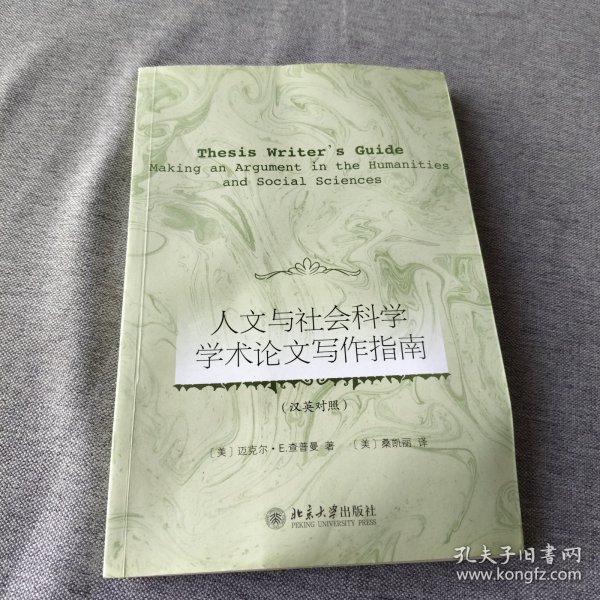 Thesis Writer's Guide
Making an Argument in the Humanities
and Social Sciences
人文与社会科学
学术论文写作指南
(汉英对照)
[美]迈克尔·E.查普曼 著 [美]桑凯丽 译
北京大学出版社
PEKING UNIVERSITY PRESS
孔夫子旧书网
www.kongfz.com